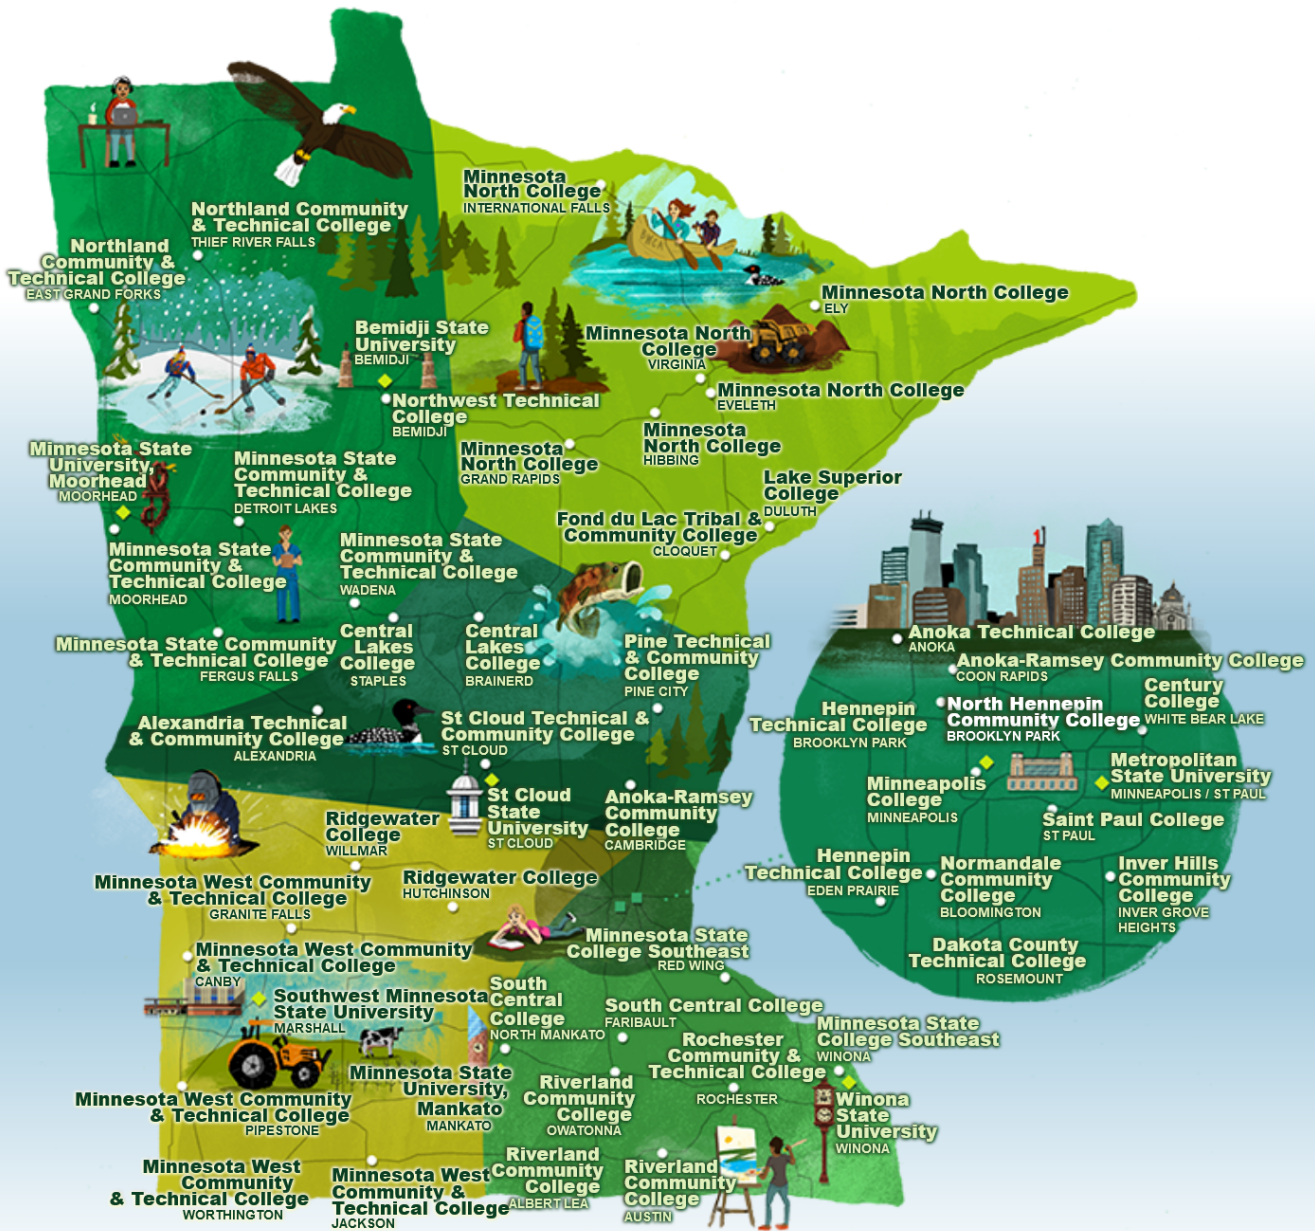 Minnesota
North College
INTERNATIONAL FALLS
Northland Community
& Technical College
THIEF RIVER FALLS
Northland
Community &
Technical College
EAST GRAND FORKS
Minnesota North College
ELY
Bemidji State
University
BEMIDJI
Minnesota North
College
VIRGINIA
Minnesota North College
EVELETH
Northwest Technical
College
BEMIDJI
Minnesota
North College
HIBBING
Minnesota
North College
GRAND RAPIDS
Minnesota State
University,
Moorhead
MOORHEAD
Minnesota State
Community &
Technical College
DETROIT LAKES
Lake Superior
College
DULUTH
Fond du Lac Tribal &
Community College
CLOQUET
Minnesota State
Community &
Technical College
MOORHEAD
Minnesota State
Community &
Technical College
WADENA
Minnesota State Community
& Technical College
FERGUS FALLS
Central
Lakes
College
STAPLES
Central
Lakes
College
BRAINERD
Pine Technical
& Community
College
PINE CITY
Alexandria Technical
& Community College
ALEXANDRIA
St Cloud Technical &
Community College
ST CLOUD
St Cloud
State
University
ST CLOUD
Anoka-Ramsey
Community
College
CAMBRIDGE
Ridgewater
College
WILLMAR
Minnesota West Community
& Technical College
GRANITE FALLS
Ridgewater College
HUTCHINSON
Minnesota West Community
& Technical College
CANBY
Minnesota State
College Southeast
RED WING
Southwest Minnesota
State University
MARSHALL
South
Central
College
NORTH MANKATO
South Central College
FARIBAULT
Minnesota State
College Southeast
WINONA
Rochester
Community &
Technical College
ROCHESTER
Minnesota State
University,
Mankato
MANKATO
Riverland
Community
College
OWATONNA
Winona
State
University
WINONA
Minnesota West Community
& Technical College
PIPESTONE
Minnesota West
Community
& Technical College
WORTHINGTON
Minnesota West
Community &
Technical College
JACKSON
Riverland
Community
College
ALBERT LEA
Riverland
Community
College
AUSTIN
1
Anoka Technical College
ANOKA
Anoka-Ramsey Community College
COON RAPIDS
Century
College
WHITE BEAR LAKE
Hennepin
Technical College
BROOKLYN PARK
North Hennepin
Community College
BROOKLYN PARK
Metropolitan
State University
MINNEAPOLIS / ST PAUL
Minneapolis
College
MINNEAPOLIS
Saint Paul College
ST PAUL
Hennepin
Technical College
EDEN PRAIRIE
Normandale
Community
College
BLOOMINGTON
Inver Hills
Community
College
INVER GROVE
HEIGHTS
Dakota County
Technical College
ROSEMOUNT